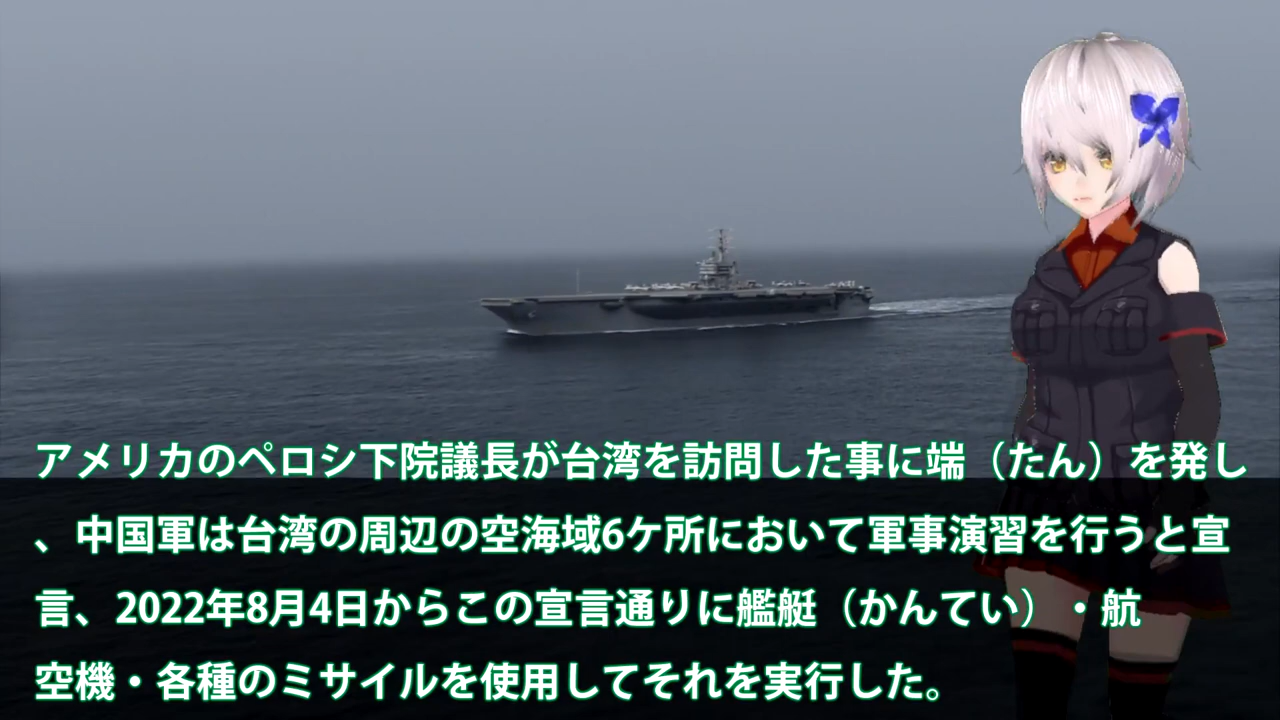 アメリカのペロシ下院議長が台湾を訪問した事に端（たん）を発し
、中国軍は台湾の周辺の空海域6ケ所において軍事演習を行うと宣
言、2022年8月4日からこの宣言通りに艦艇（かんてい）・航
空機・各種のミサイルを使用してそれを実行した。